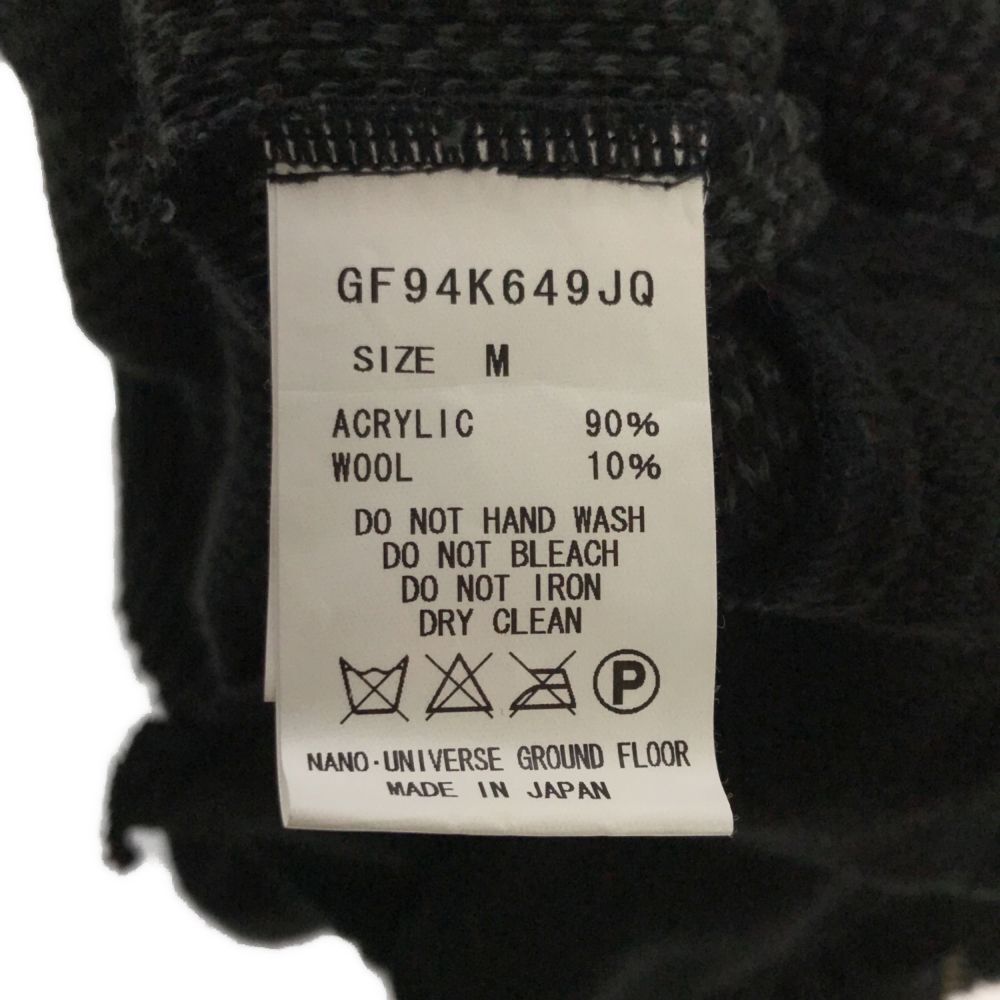 GF94K649JQ
SIZE M
ACRYLIC 90%
WOOL 10%
DO NOT HAND WASH
DO NOT BLEACH
DO NOT IRON
DRY CLEAN
P
NANO·UNIVERSE GROUND FLOOR
MADE IN JAPAN